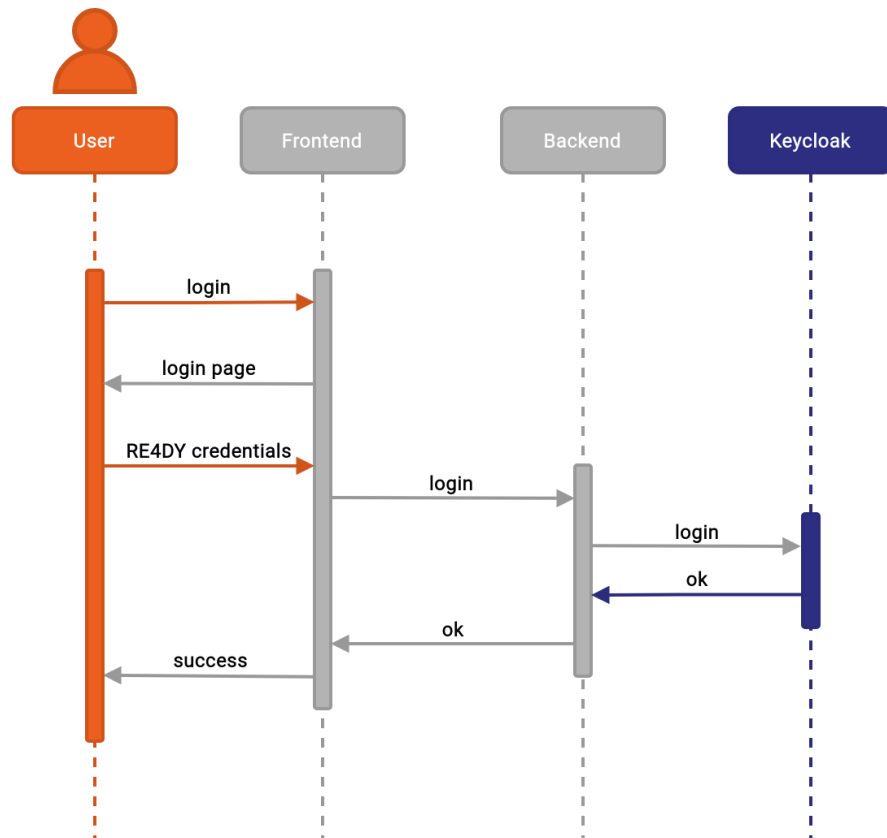 User
Frontend
Backend
Keycloak
login
login page
RE4DY credentials
login
login
ok
ok
success